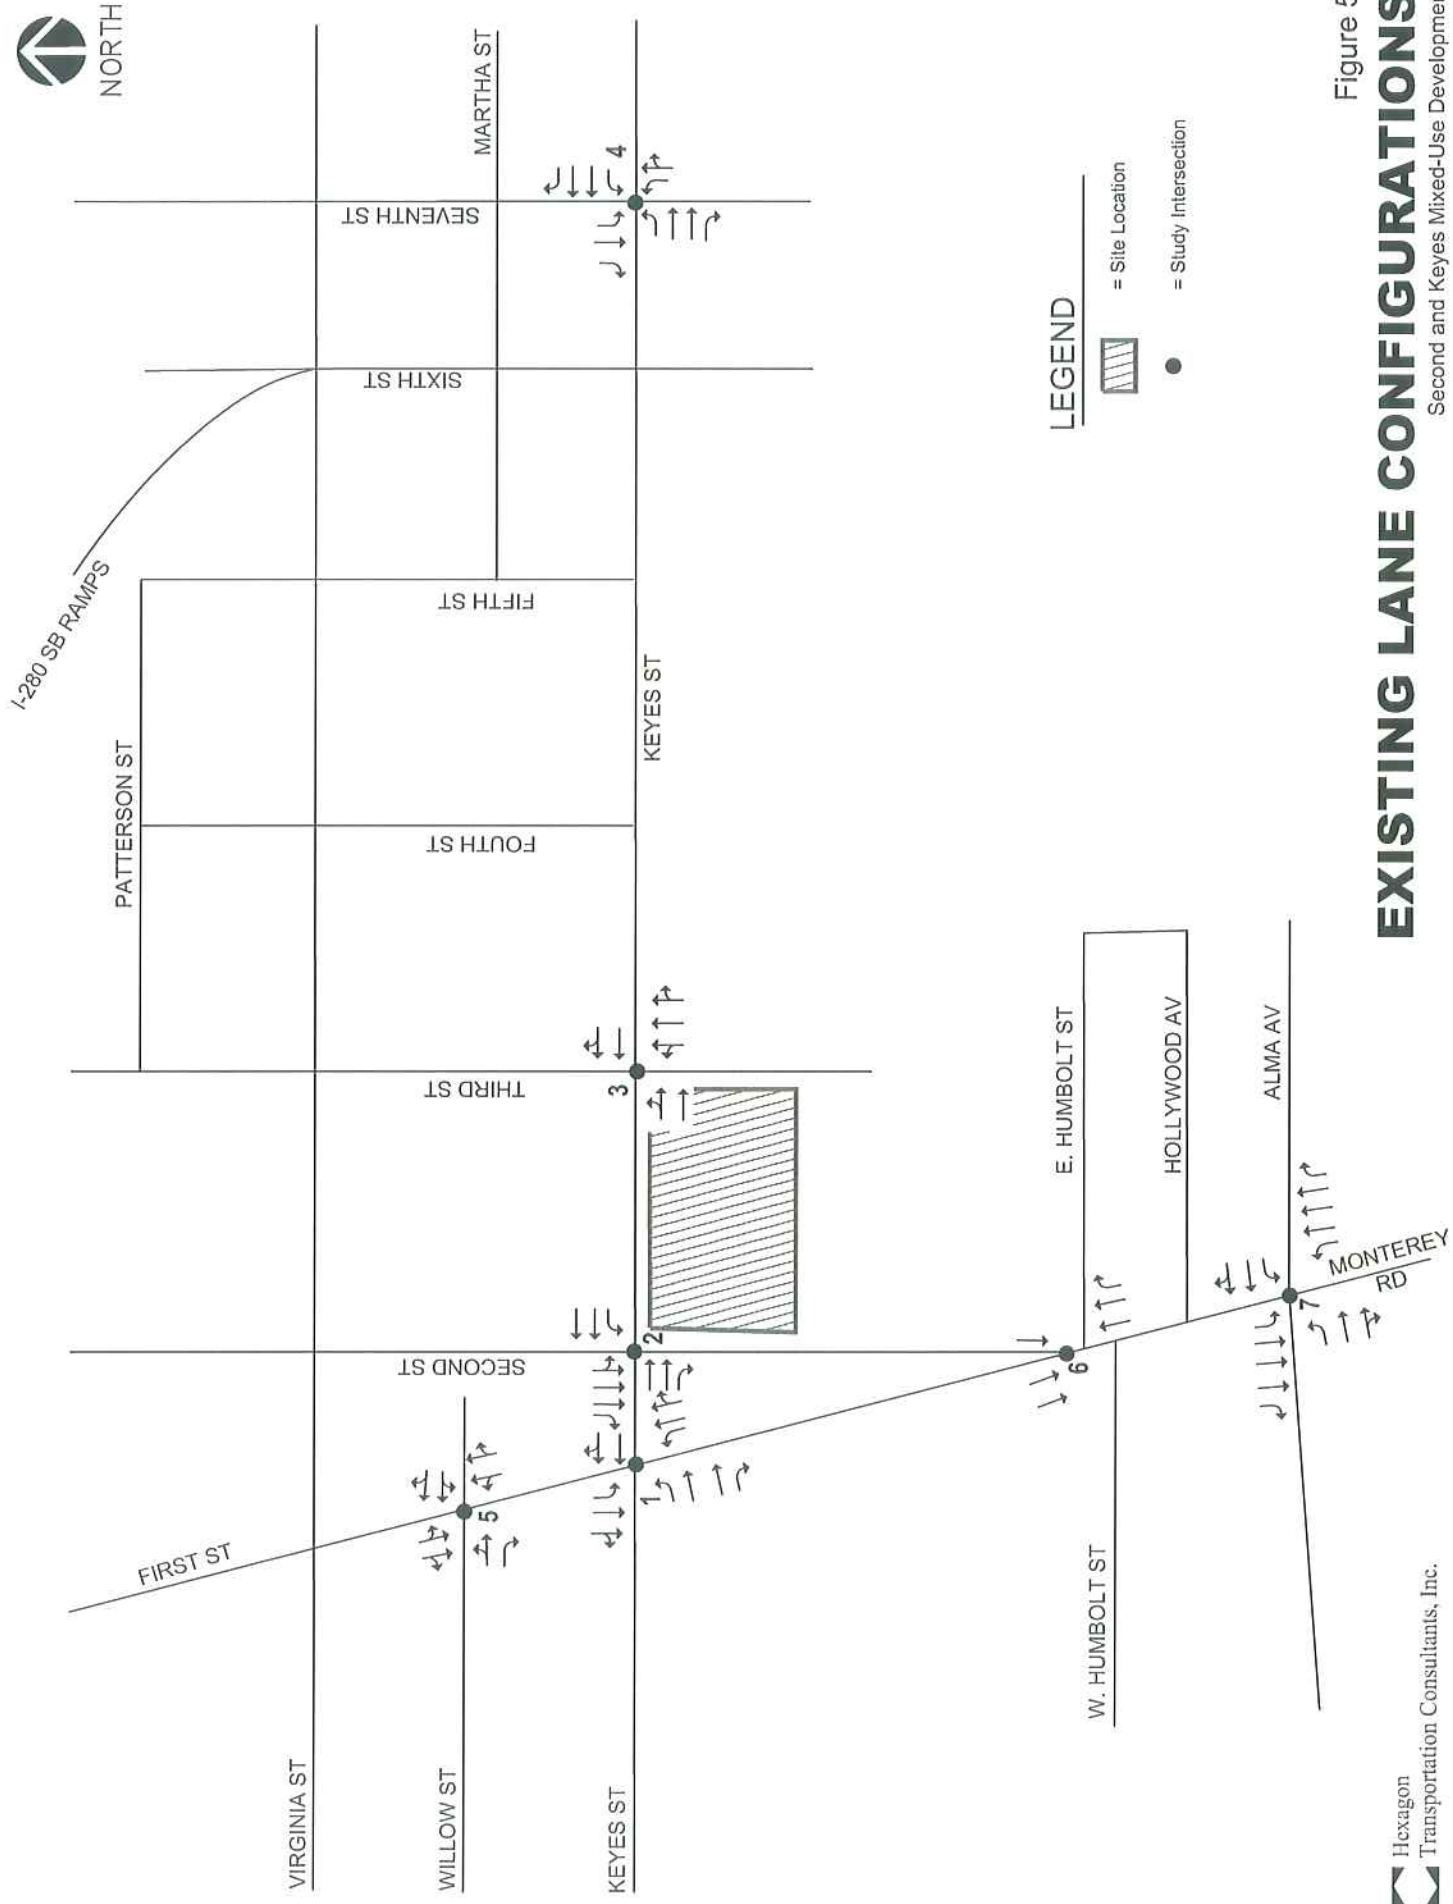 NORTH
I-280 SB RAMPS
PATTERSON ST
MARTHA ST
SEVENTH ST
SIXTH ST
FIFTH ST
FOUTH ST
THIRD ST
SECOND ST
FIRST ST
VIRGINIA ST
WILLOW ST
KEYES ST
KEYES ST
1
2
3
4
5
6
7
E. HUMBOLT ST
W. HUMBOLT ST
HOLLYWOOD AV
ALMA AV
MONTEREY
RD
LEGEND
= Site Location
= Study Intersection
Figure 5
EXISTING LANE CONFIGURATIONS
Second and Keyes Mixed-Use Developmen
Hexagon
Transportation Consultants, Inc.